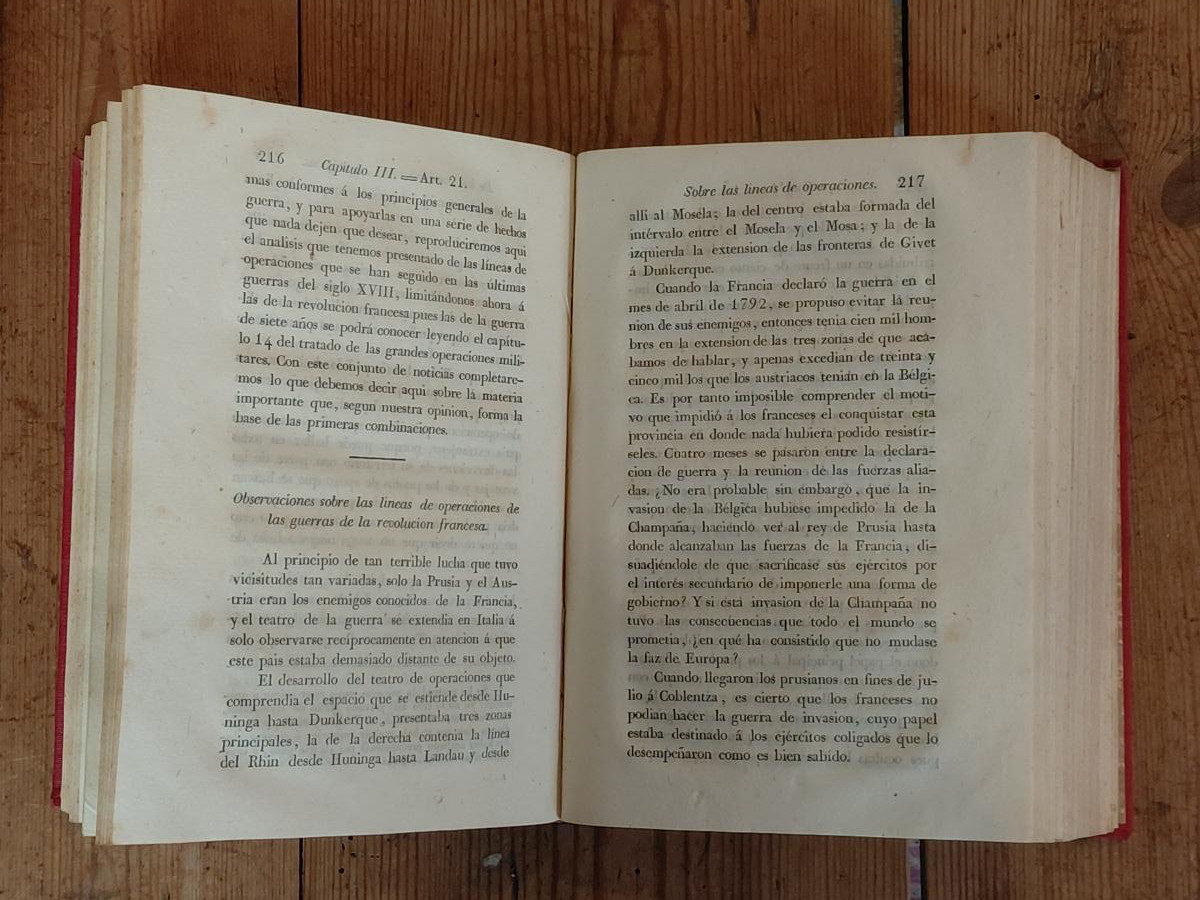 216 Capitulo III. = Art. 21.
mas conformes á los principios generales de la
guerra, y para apoyarlas en una série de hechos
que nada dejen que desear, reproduciremos aqui
el analisis que tenemos presentado de las líneas de
operaciones que se han seguido en las últimas
guerras del siglo XVIII, limitándonos ahora á
las de la revolucion francesa pues las de la guerra
de siete años se podrá conocer leyendo el capítu-
lo 14 del tratado de las grandes operaciones mili-
tares. Con este conjunto de noticias completare-
mos lo que debemos decir aqui sobre la materia
importante que, segun nuestra opinion, forma la
base de las primeras combinaciones.
Observaciones sobre las lineas de operaciones de
las guerras de la revolucion francesa.
Al principio de tan terrible lucha que tuvo
vicisitudes tan variadas, solo la Prusia y el Aus-
tria eran los enemigos conocidos de la Francia,
y el teatro de la guerra se extendia en Italia á
solo observarse recíprocamente en atencion á que
este pais estaba demasiado distante de su objeto.
El desarrollo del teatro de operaciones que
comprendia el espacio que se estiende desde Hu-
ninga hasta Dunkerque, presentaba tres zonas
principales, la de la derecha contenia la línea
del Rhin desde Huninga hasta Landau y desde
Sobre las lineas de operaciones. 217
alli al Mosela; la del centro estaba formada del
intérvalo entre el Mosela y el Mosa; y la de la
izquierda la extension de las fronteras de Givet
á Dunkerque.
Cuando la Francia declaró la guerra en el
mes de abril de 1792, se propuso evitar la reu-
nion de sus enemigos, entonces tenia cien mil hom-
bres en la extension de las tres zonas de que aca-
bamos de hablar, y apenas excedian de treinta y
cinco mil los que los austriacos tenian en la Bélgi-
ca. Es por tanto imposible comprender el moti-
vo que impidió á los franceses el conquistar esta
provincia en donde nada hubiera podido resistír-
seles. Cuatro meses se pasaron entre la declara-
cion de guerra y la reunion de las fuerzas alia-
das. ¿No era probable sin embargo, que la in-
vasion de la Bélgica hubiese impedido la de la
Champaña, haciendo ver al rey de Prusia hasta
donde alcanzaban las fuerzas de la Francia, di-
suadiéndole de que sacrificase sus ejércitos por
el interés secundario de imponerle una forma de
gobierno? Y si esta invasion de la Champaña no
tuvo las consecuencias que todo el mundo se
prometia, ¿en qué ha consistido que no mudase
la faz de Europa?
Cuando llegaron los prusianos en fines de ju-
lio á Coblentza, es cierto que los franceses no
podian hacer la guerra de invasion, cuyo papel
estaba destinado á los ejércitos coligados que lo
desempeñaron como es bien sabido.